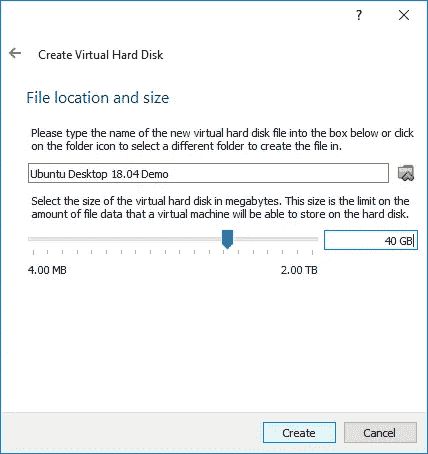 ?
Create Virtual Hard Disk
File location and size
Please type the name of the new virtual hard disk file into the box below or click
on the folder icon to select a different folder to create the file in.
Ubuntu Desktop 18.04 Demo
Select the size of the virtual hard disk in megabytes. This size is the limit on the
amount of file data that a virtual machine will be able to store on the hard disk.
40 GB
4.00 MB 2.00 TB
Create Cancel